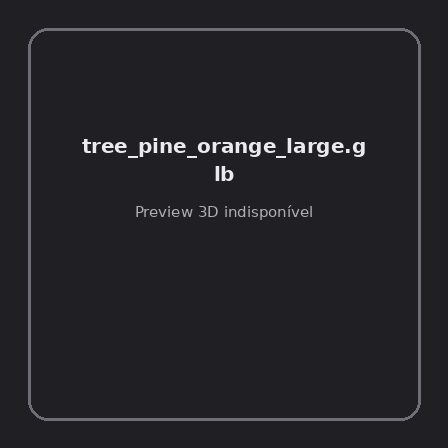 tree_pine_orange_large.g
lb
Preview 3D indisponível